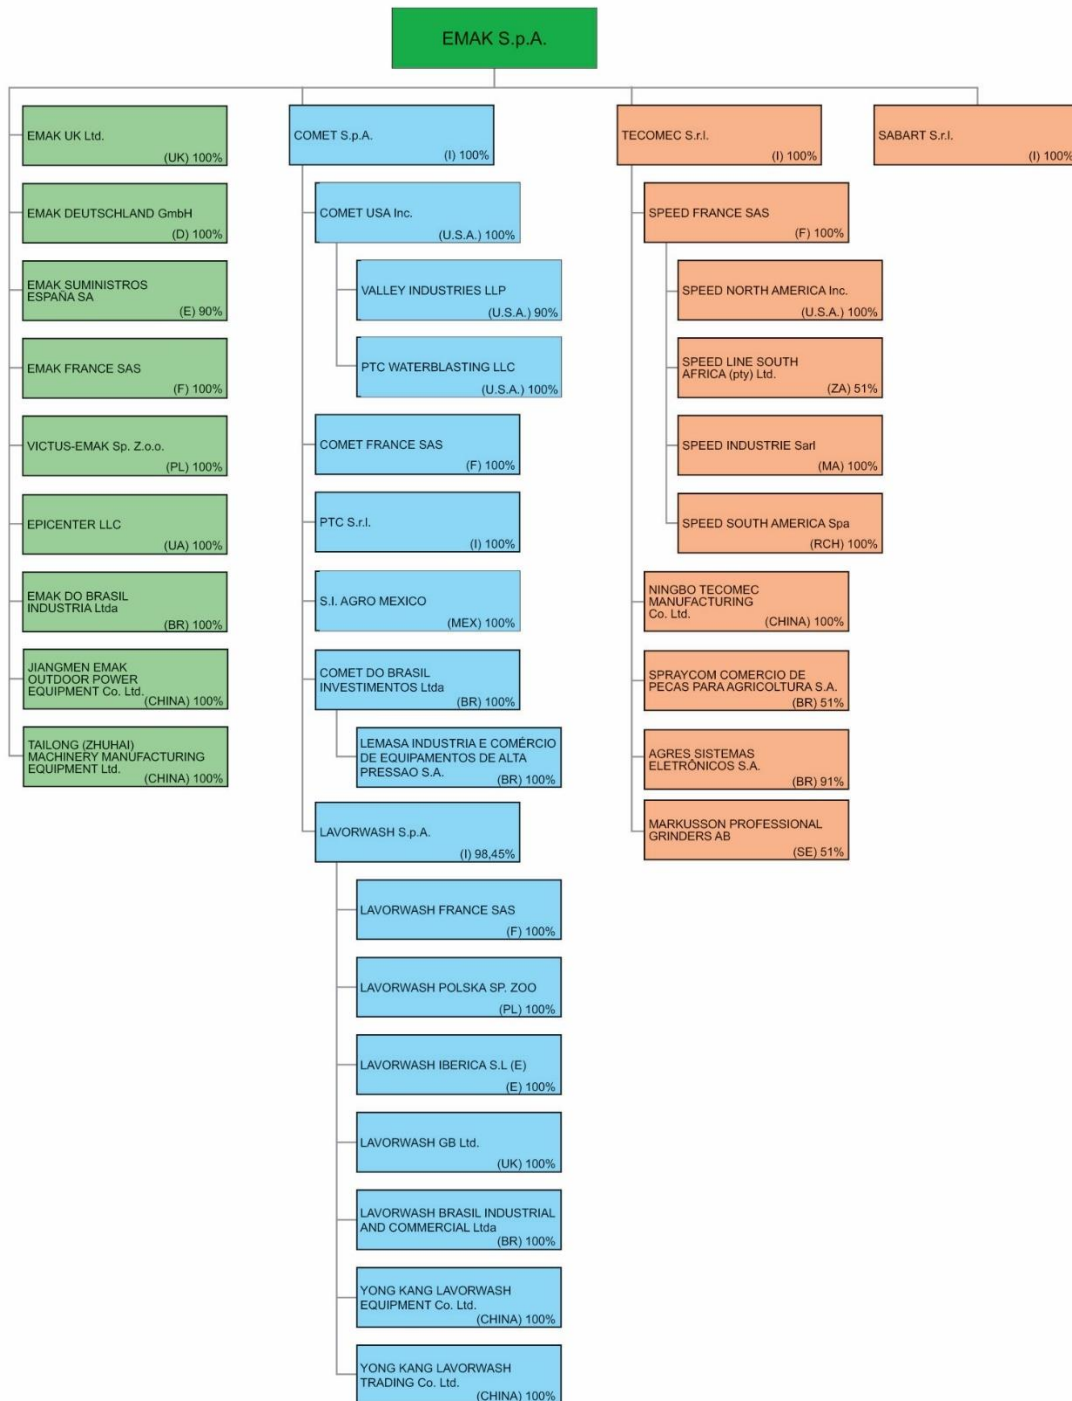 EMAK S.p.A.
EMAK UK Ltd.
(UK) 100%
EMAK DEUTSCHLAND GmbH
(D) 100%
EMAK SUMINISTROS
ESPAÑA SA
(E) 90%
EMAK FRANCE SAS
(F) 100%
VICTUS-EMAK Sp. Z.o.o.
(PL) 100%
EPICENTER LLC
(UA) 100%
EMAK DO BRASIL
INDUSTRIA Ltda
(BR) 100%
JIANGMEN EMAK
OUTDOOR POWER
EQUIPMENT Co. Ltd.
(CHINA) 100%
TAILONG (ZHUHAI)
MACHINERY MANUFACTURING
EQUIPMENT Ltd.
(CHINA) 100%
COMET S.p.A.
(I) 100%
COMET USA Inc.
(U.S.A.) 100%
VALLEY INDUSTRIES LLP
(U.S.A.) 90%
PTC WATERBLASTING LLC
(U.S.A.) 100%
COMET FRANCE SAS
(F) 100%
PTC S.r.l.
(I) 100%
S.I. AGRO MEXICO
(MEX) 100%
COMET DO BRASIL
INVESTIMENTOS Ltda
(BR) 100%
LEMASA INDUSTRIA E COMÉRCIO
DE EQUIPAMENTOS DE ALTA
PRESSAO S.A.
(BR) 100%
LAVORWASH S.p.A.
(I) 98,45%
LAVORWASH FRANCE SAS
(F) 100%
LAVORWASH POLSKA SP. ZOO
(PL) 100%
LAVORWASH IBERICA S.L (E)
(E) 100%
LAVORWASH GB Ltd.
(UK) 100%
LAVORWASH BRASIL INDUSTRIAL
AND COMMERCIAL Ltda
(BR) 100%
YONG KANG LAVORWASH
EQUIPMENT Co. Ltd.
(CHINA) 100%
YONG KANG LAVORWASH
TRADING Co. Ltd.
(CHINA) 100%
TECOMEC S.r.l.
(I) 100%
SPEED FRANCE SAS
(F) 100%
SPEED NORTH AMERICA Inc.
(U.S.A.) 100%
SPEED LINE SOUTH
AFRICA (pty) Ltd.
(ZA) 51%
SPEED INDUSTRIE Sarl
(MA) 100%
SPEED SOUTH AMERICA Spa
(RCH) 100%
NINGBO TECOMEC
MANUFACTURING
Co. Ltd.
(CHINA) 100%
SPRAYCOM COMERCIO DE
PECAS PARA AGRICOLTURA S.A.
(BR) 51%
AGRES SISTEMAS
ELETRÔNICOS S.A.
(BR) 91%
MARKUSSON PROFESSIONAL
GRINDERS AB
(SE) 51%
SABART S.r.l.
(I) 100%